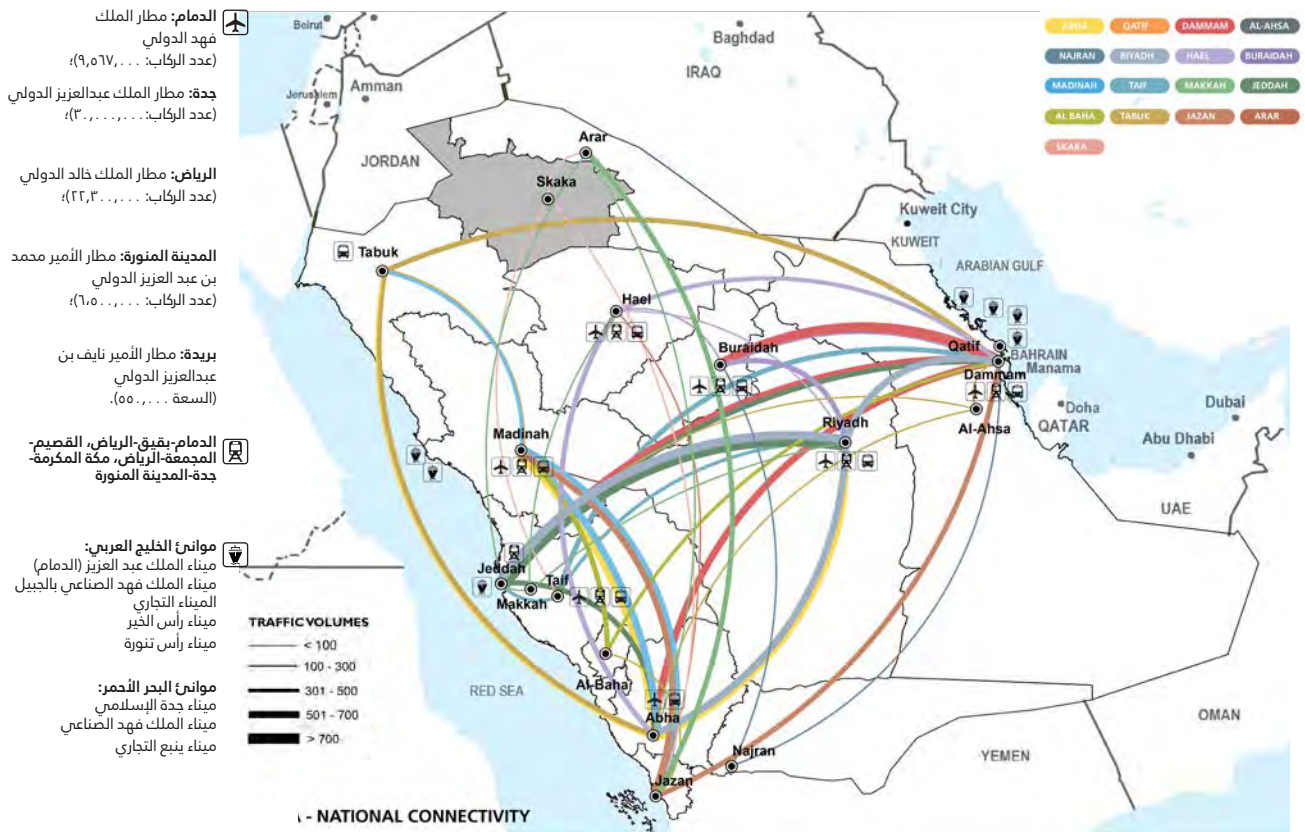 الدمام: مطار الملك
فهد الدولي
(عدد الركاب: ٩,٥٦٧,٠٠٠)؛
جدة: مطار الملك عبدالعزيز الدولي
(عدد الركاب: ٣٠,٠٠٠,٠٠٠)؛
الرياض: مطار الملك خالد الدولي
(عدد الركاب: ٢٢,٣٠٠,٠٠٠)؛
المدينة المنورة: مطار الأمير محمد
بن عبد العزيز الدولي
(عدد الركاب: ٦,٥٠٠,٠٠٠)؛
بريدة: مطار الأمير نايف بن
عبدالعزيز الدولي
(السعة ٥٥٠,٠٠٠).
الدمام-بقيق-الرياض، القصيم-
المجمعة-الرياض، مكة المكرمة-
جدة-المدينة المنورة
موانئ الخليج العربي:
ميناء الملك عبد العزيز (الدمام)
ميناء الملك فهد الصناعي بالجبيل
الميناء التجاري
ميناء رأس الخير
ميناء رأس تنورة
موانئ البحر الأحمر:
ميناء جدة الإسلامي
ميناء الملك فهد الصناعي
ميناء ينبع التجاري
ABHA QATIF DAMMAM AL-AHSA
NAJRAN RIYADH HAEL BURAIDAH
MADINAH TAIF MAKKAH JEDDAH
AL BAHA TABUK JAZAN ARAR
SKAKA
Beirut
Baghdad
IRAQ
Amman
Jerusalem
JORDAN
Arar
Skaka
Kuwait City
KUWAIT
Tabuk
ARABIAN GULF
Hael
Buraidah
Qatif
BAHRAIN
Manama
Dammam
Doha
QATAR
Dubai
Al-Ahsa
Abu Dhabi
Riyadh
Madinah
UAE
Jeddah
Taif
Makkah
TRAFFIC VOLUMES
< 100
100 - 300
301 - 500
501 - 700
> 700
RED SEA
Al-Baha
Abha
OMAN
Najran
YEMEN
Jazan
- NATIONAL CONNECTIVITY